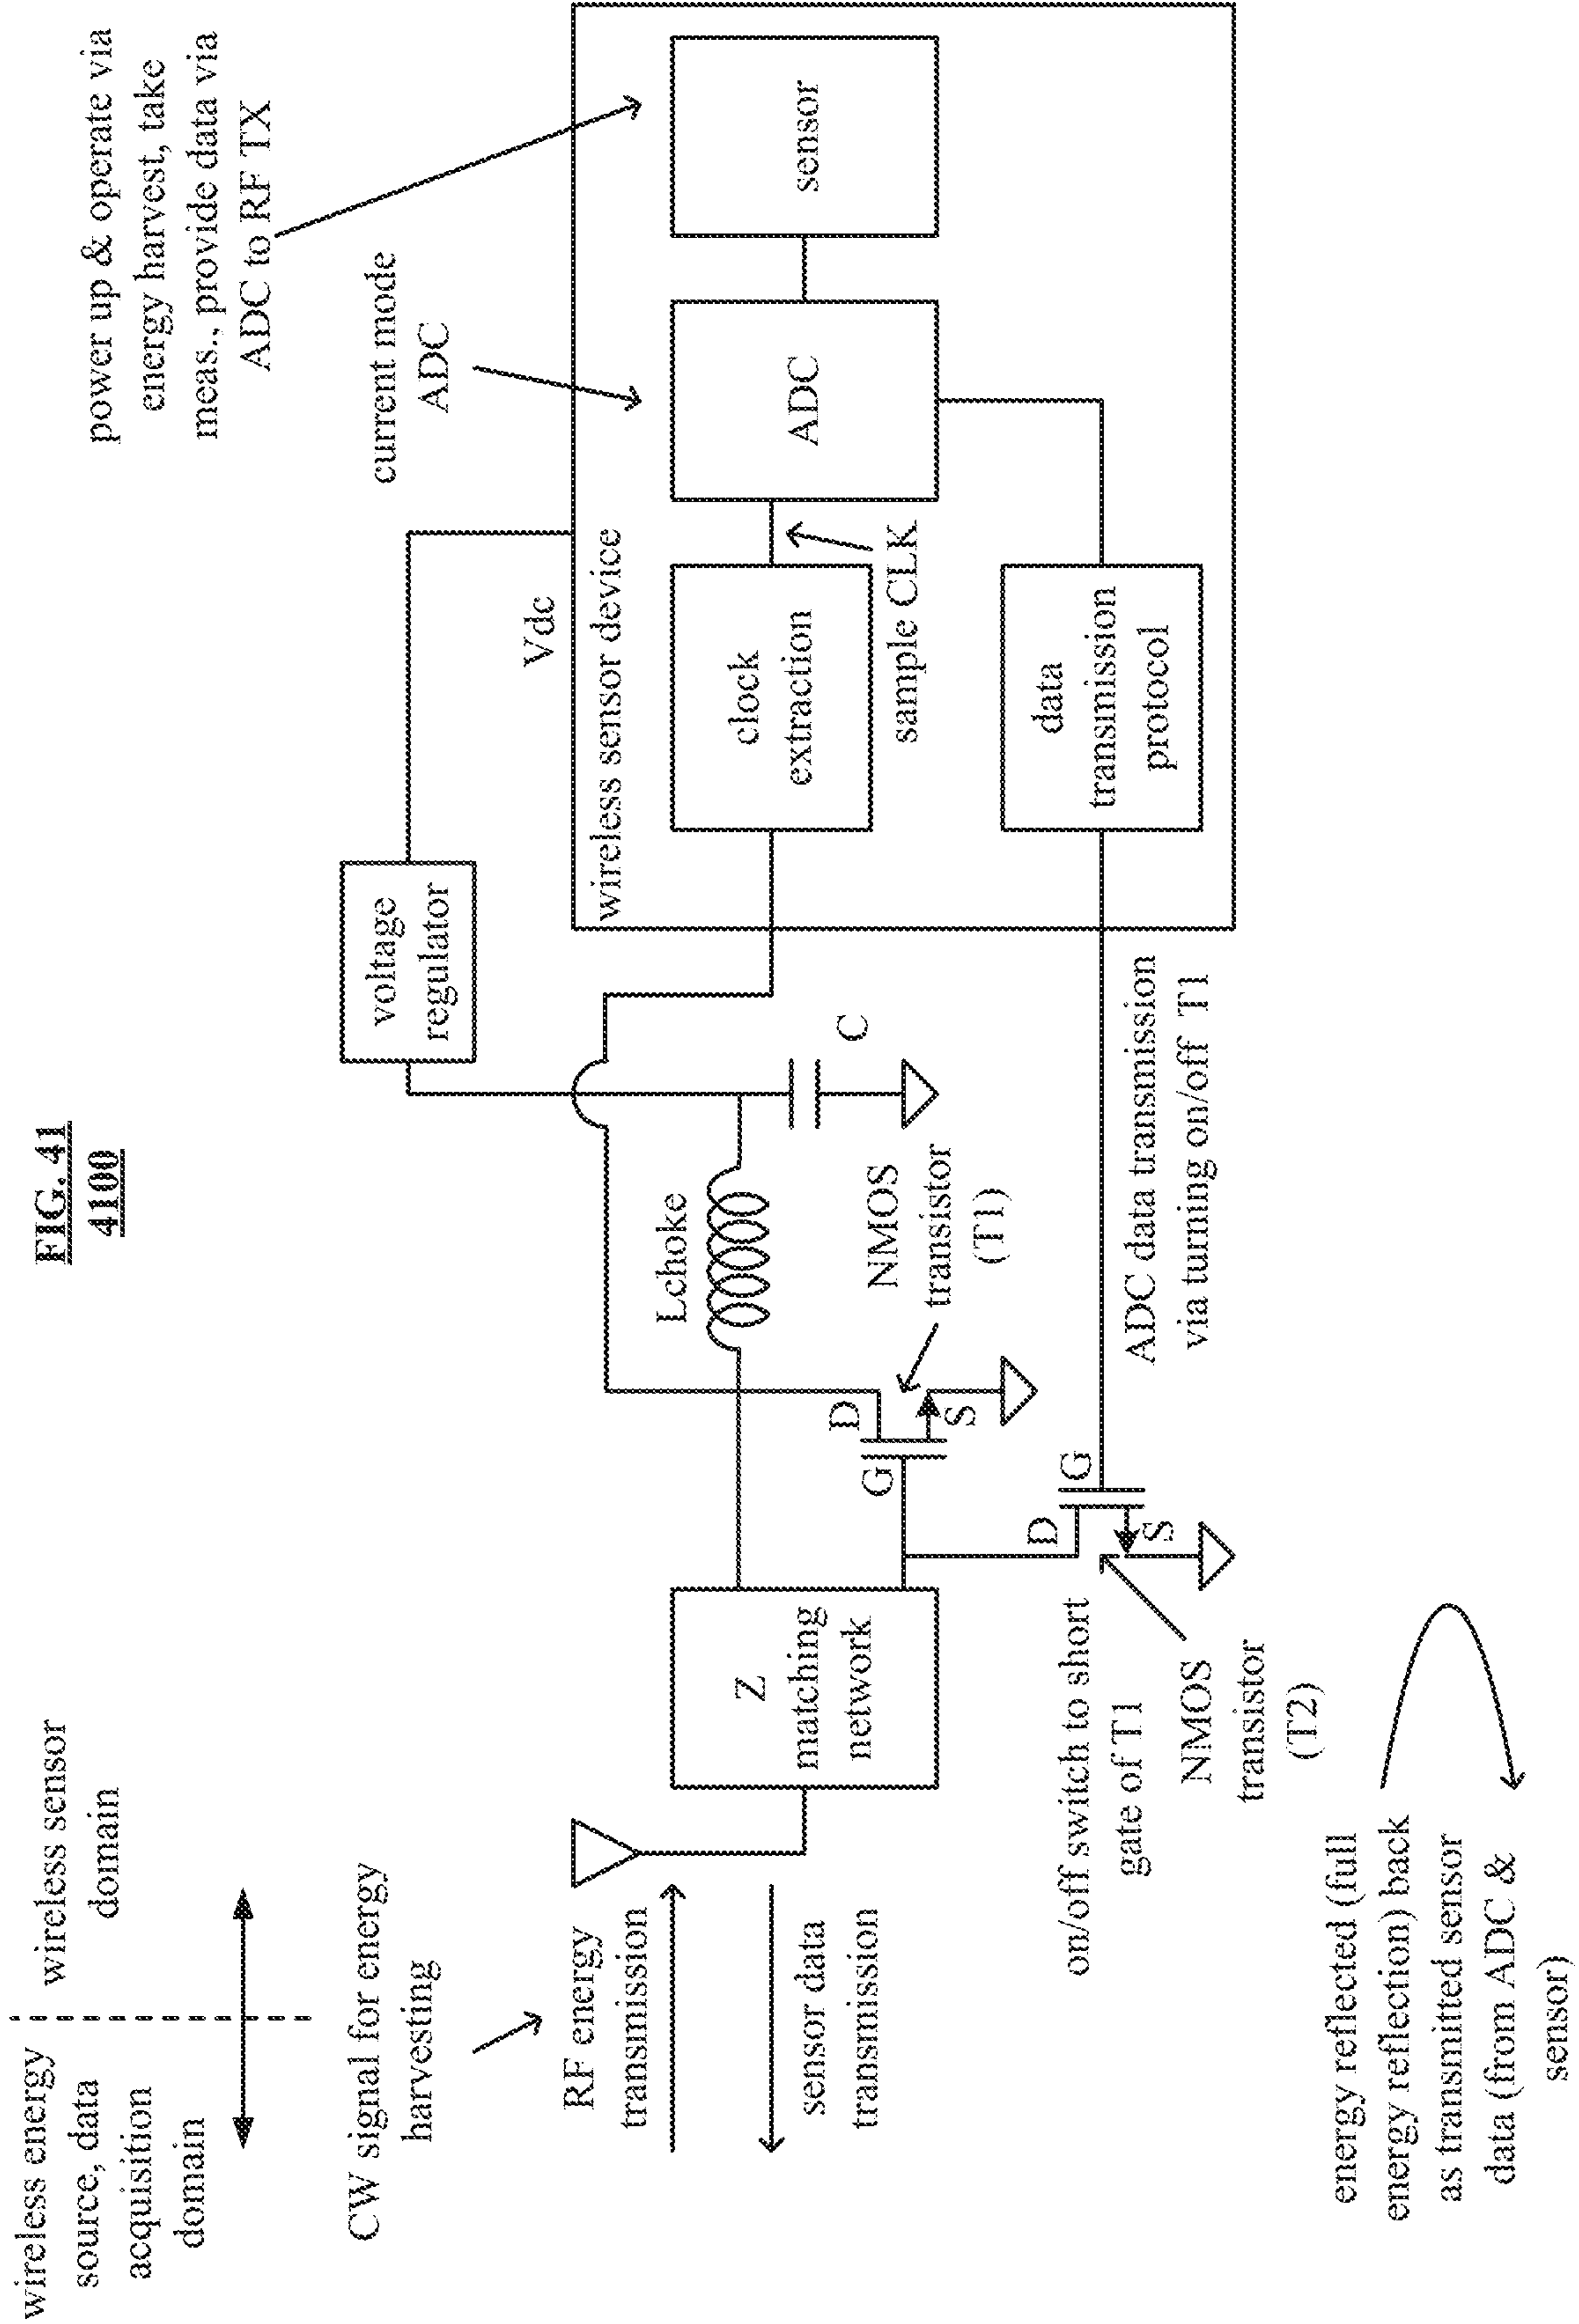 FIG. 41
4100
wireless energy
source, data
acquisition
domain
wireless sensor
domain
CW signal for energy
harvesting
RF energy
transmission
sensor data
transmission
Z
matching
network
Lchoke
C
NMOS
transistor
(T1)
D
G
S
D
G
S
on/off switch to short
gate of T1
NMOS
transistor
(T2)
ADC data transmission
via turning on/off T1
energy reflected (full
energy reflection) back
as transmitted sensor
data (from ADC &
sensor)
voltage
regulator
Vdc
wireless sensor device
clock
extraction
sample CLK
data
transmission
protocol
ADC
sensor
current mode
ADC
power up & operate via
energy harvest, take
meas., provide data via
ADC to RF TX